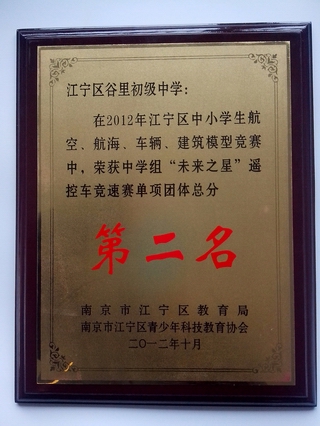 江宁区谷里初级中学：
在2012年江宁区中小学生航
空、航海、车辆、建筑模型竞赛
中，荣获中学组“未来之星”遥
控车竞速赛单项团体总分
第二名
南京市江宁区教育局
南京市江宁区青少年科技教育协会
二〇一二年十月